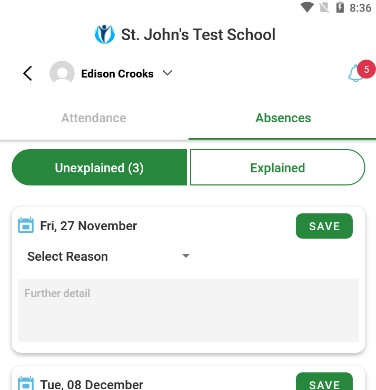 8:36
St. John's Test School
Edison Crooks
5
Attendance Absences
Unexplained (3) Explained
Fri, 27 November SAVE
Select Reason
Further detail
Tue, 08 December SAVE